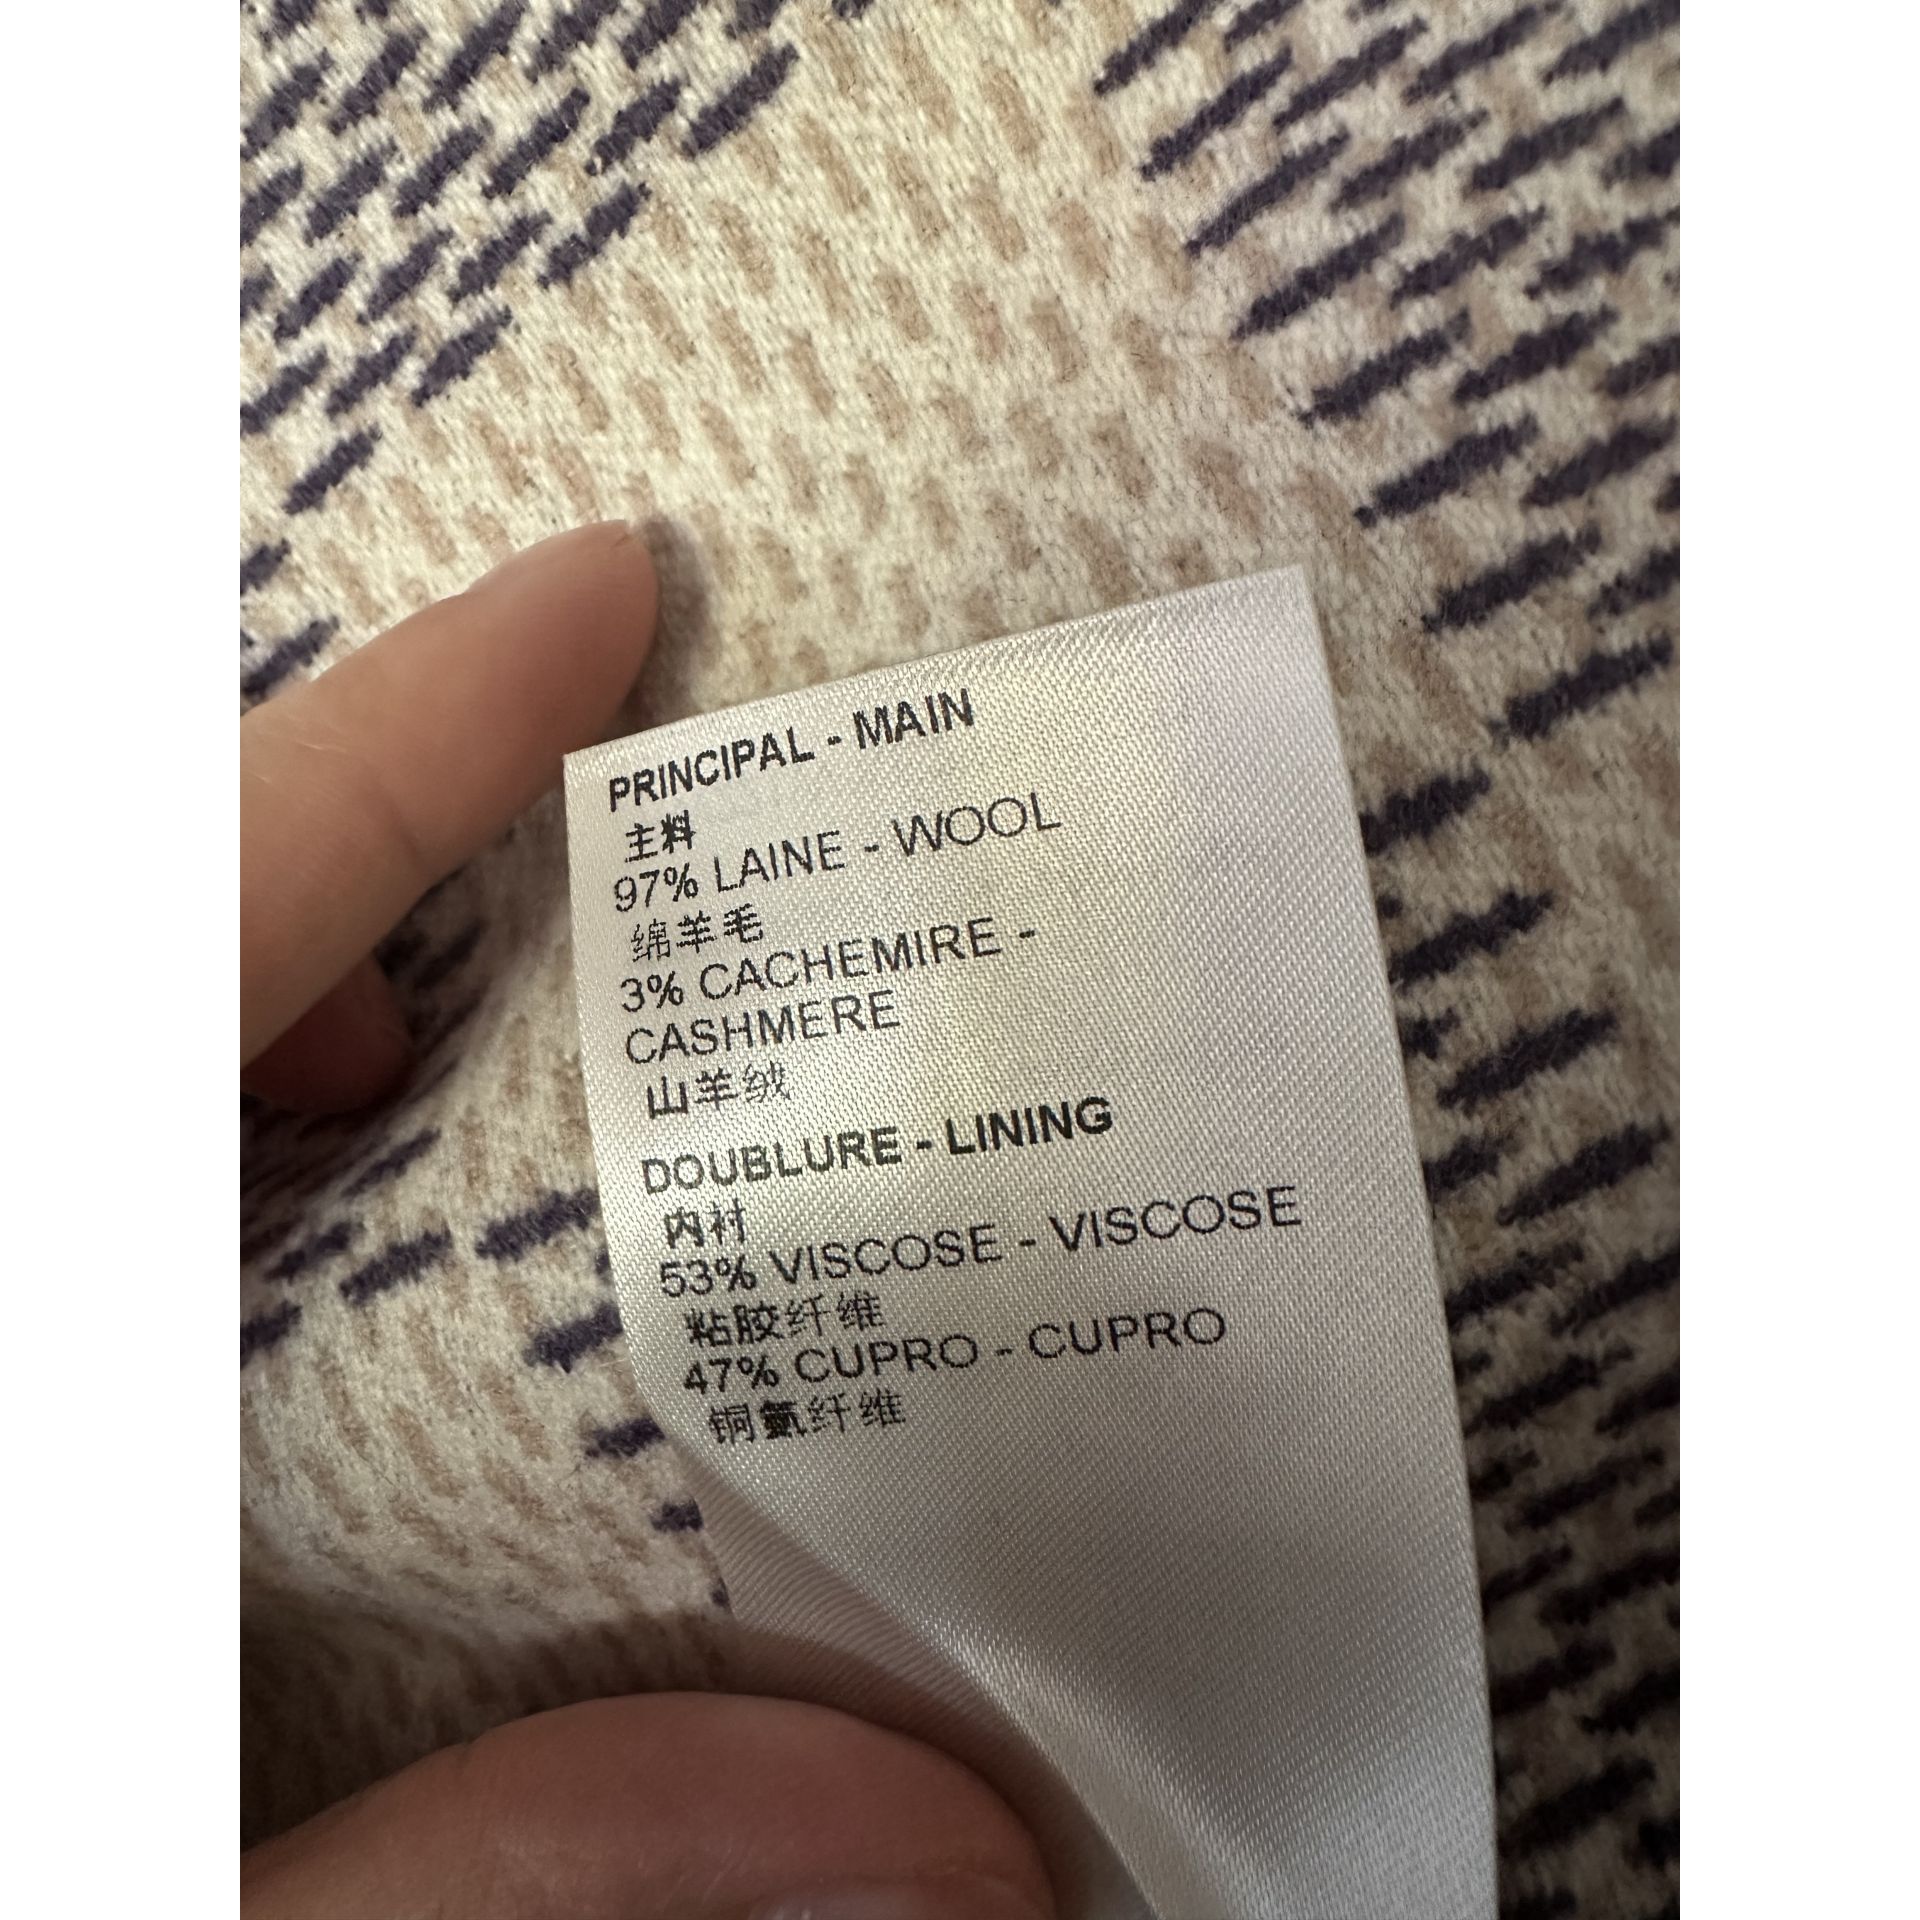 PRINCIPAL - MAIN
主料
97% LAINE - WOOL
绵羊毛
3% CACHEMIRE -
CASHMERE
山羊绒
DOUBLURE - LINING
内衬
53% VISCOSE - VISCOSE
粘胶纤维
47% CUPRO - CUPRO
铜氨纤维